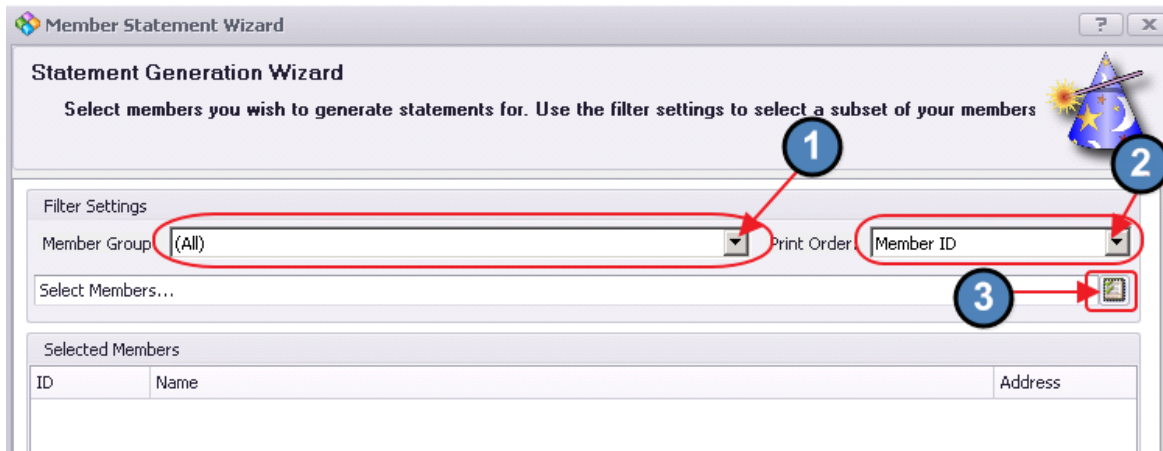 Member Statement Wizard
?
X
Statement Generation Wizard
Select members you wish to generate statements for. Use the filter settings to select a subset of your members
1
2
Filter Settings
Member Group (All) Print Order: Member ID
Select Members...
3
Selected Members
ID Name Address